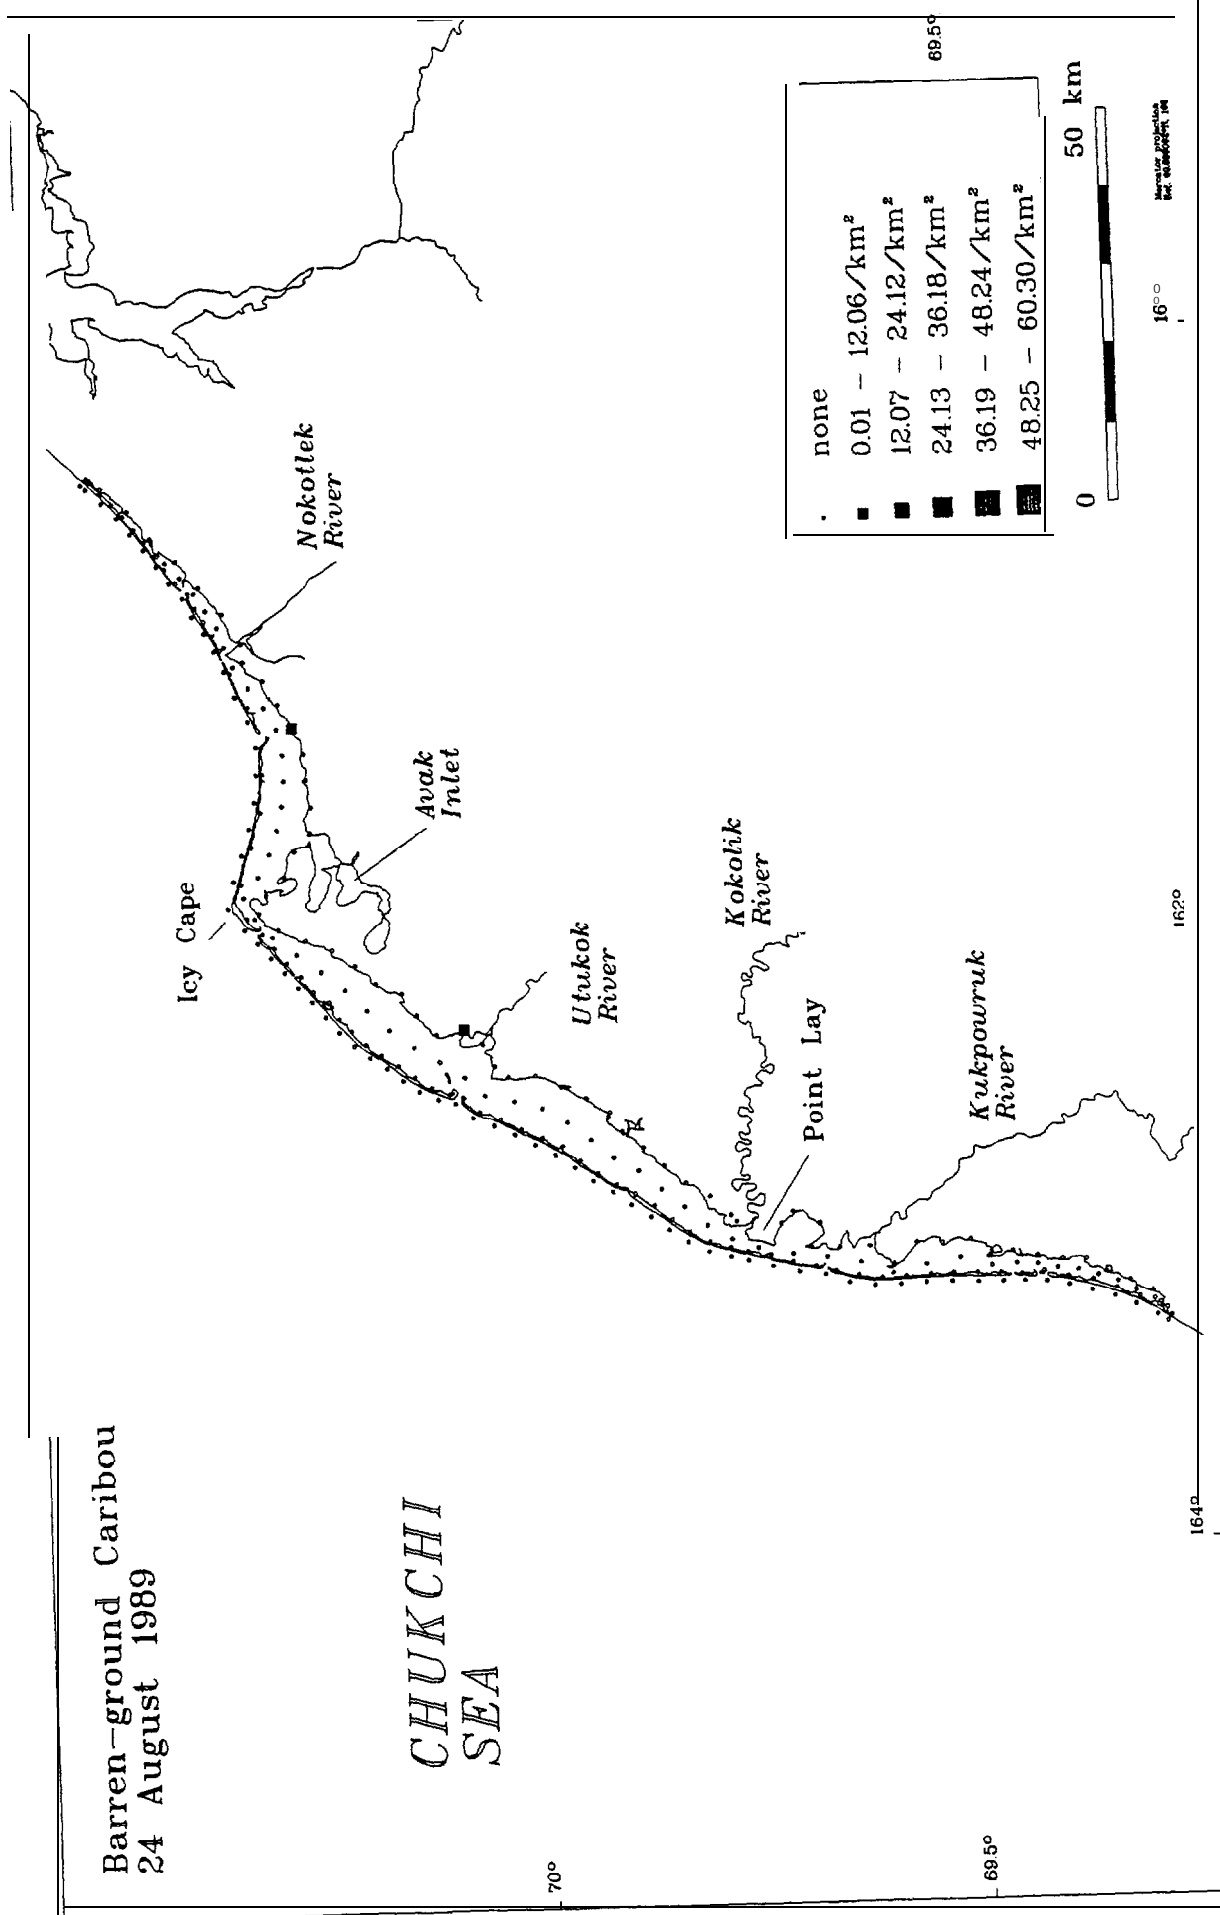 Barren-ground Caribou
24 August 1989
CHUKCHI
SEA
Icy Cape
Nokotlek
River
Avak
Inlet
Utukok
River
Kokolik
River
Point Lay
Kukpowruk
River
none
0.01 - 12.06/km²
12.07 - 24.12/km²
24.13 - 36.18/km²
36.19 - 48.24/km²
48.25 - 60.30/km²
0 50 km
Mercator projection
70°
69.5°
69.5°
164°
162°
16°°